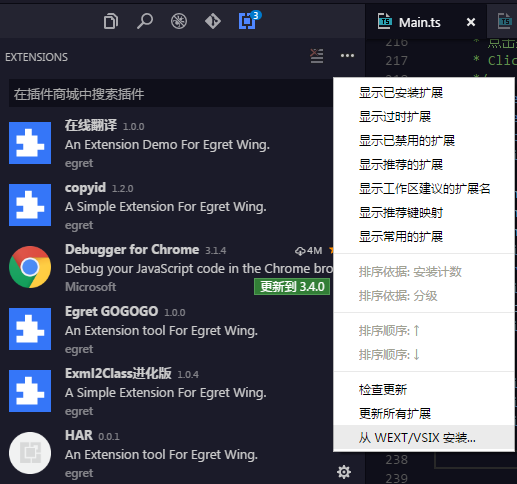 3
Main.ts
EXTENSIONS
216
* 点击
217
* Clic
218
在插件商城中搜索插件
在线翻译 1.0.0
An Extension Demo For Egret Wing.
egret
copyid 1.2.0
A Simple Extension For Egret Wing.
egret
Debugger for Chrome 3.1.4 4M
Debug your JavaScript code in the Chrome bro
Microsoft 更新到 3.4.0
Egret GOGOGO 1.0.0
An Extension tool For Egret Wing.
egret
Exml2Class进化版 1.0.4
A Simple Extension For Egret Wing.
egret
HAR 0.0.1
An Extension tool For Egret Wing.
egret
显示已安装扩展
显示过时扩展
显示已禁用的扩展
显示推荐的扩展
显示工作区建议的扩展名
显示推荐键映射
显示常用的扩展
排序依据: 安装计数
排序依据: 分级
排序顺序: ↑
排序顺序: ↓
检查更新
更新所有扩展
从 WEXT/VSIX 安装...
238
239